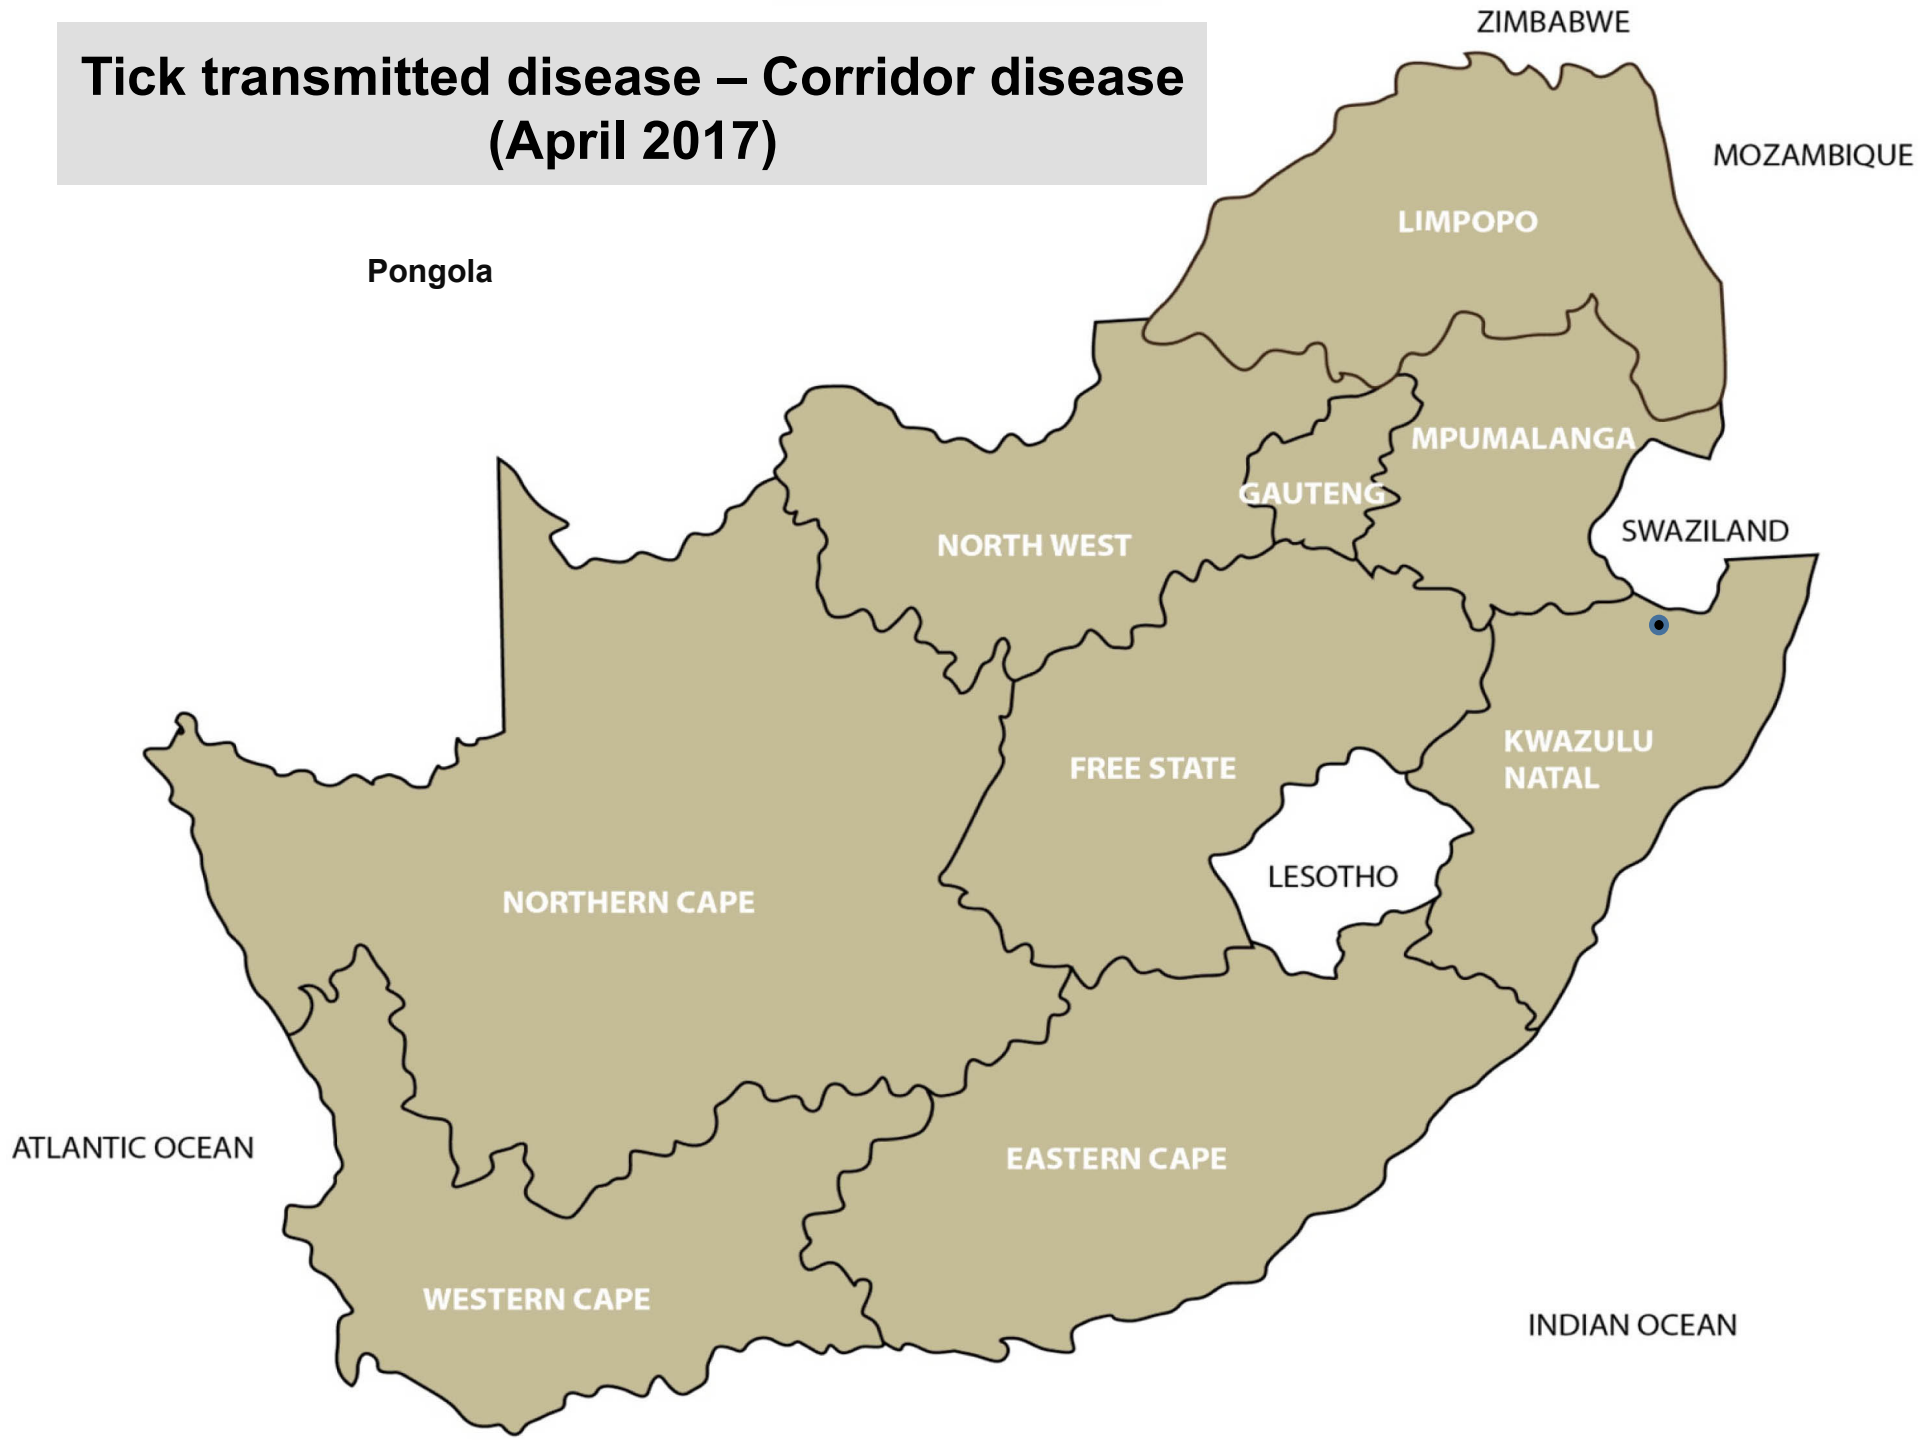 Tick transmitted disease – Corridor disease
(April 2017)
Pongola
ZIMBABWE
MOZAMBIQUE
LIMPOPO
MPUMALANGA
GAUTENG
NORTH WEST
SWAZILAND
KWAZULU
NATAL
FREE STATE
LESOTHO
NORTHERN CAPE
ATLANTIC OCEAN
EASTERN CAPE
WESTERN CAPE
INDIAN OCEAN